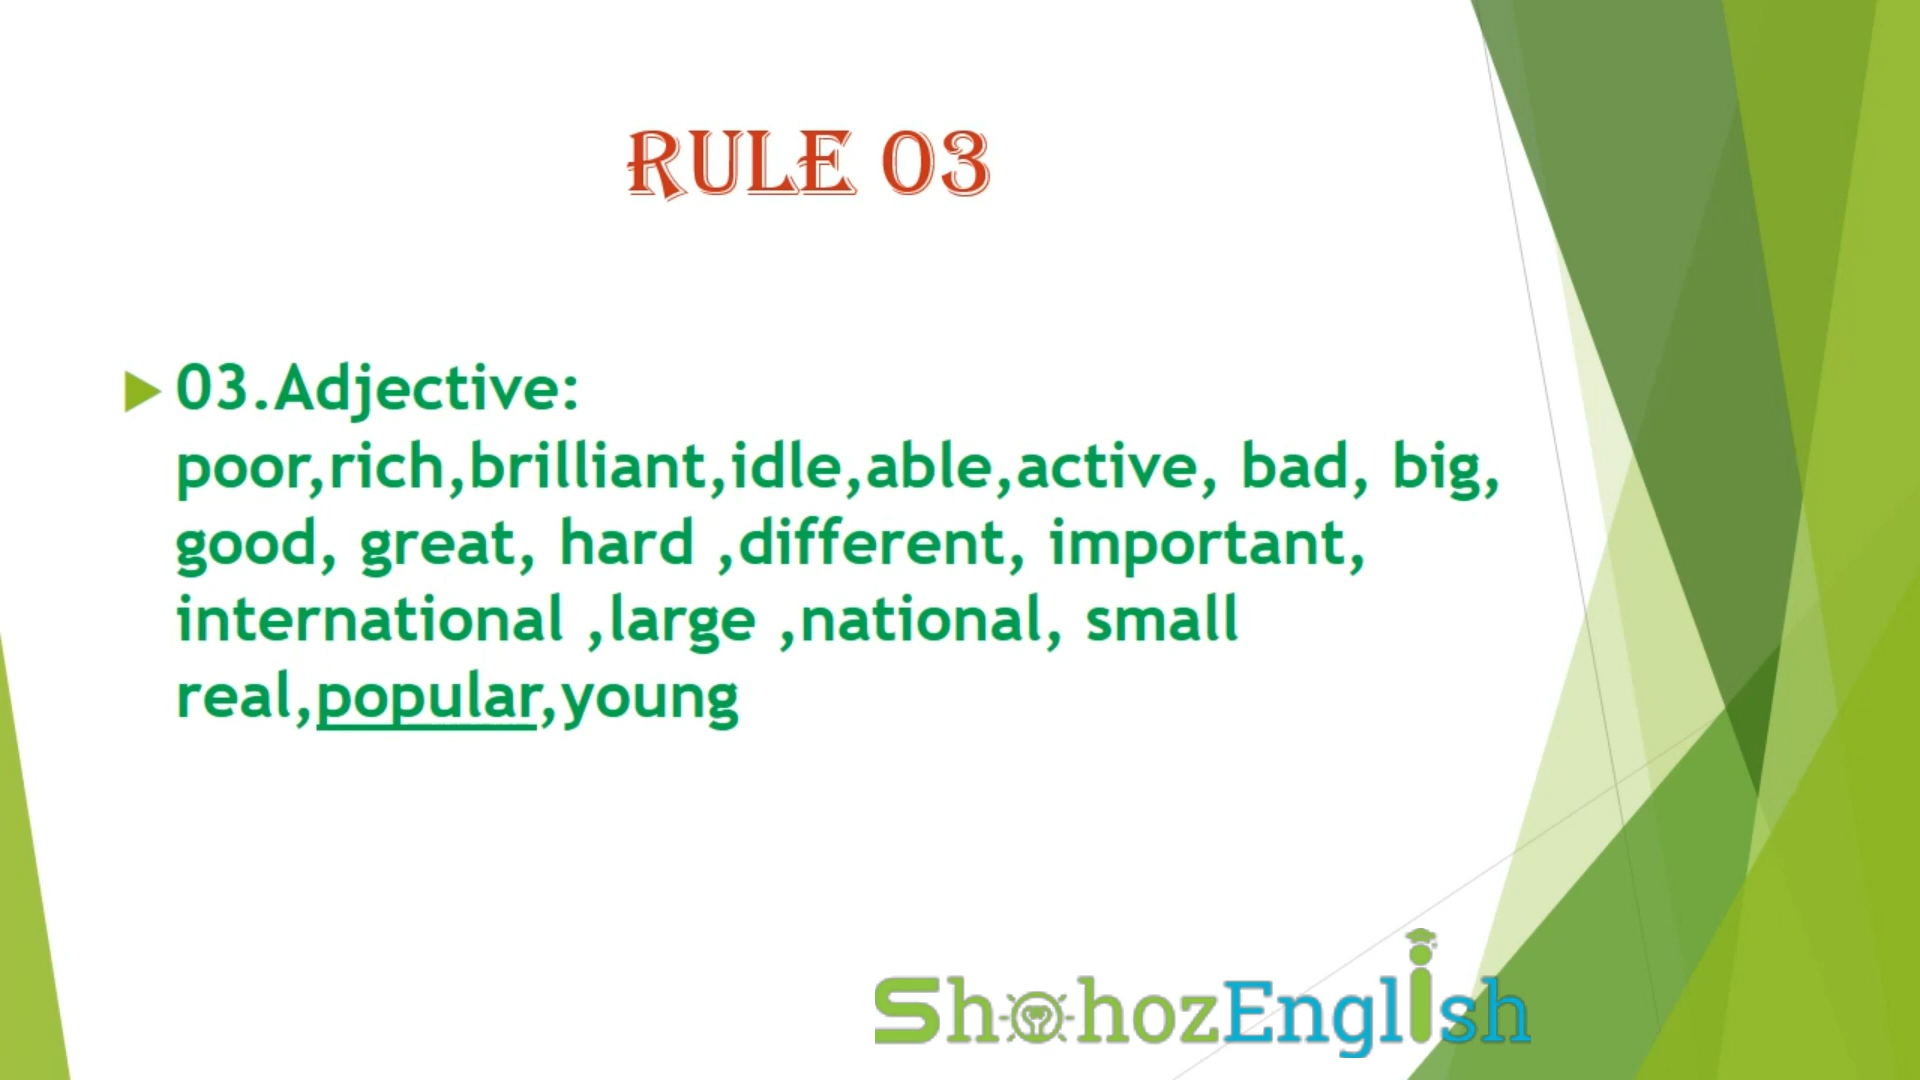 RULE 03
03.Adjective:
poor,rich,brilliant,idle,able,active, bad, big,
good, great, hard ,different, important,
international ,large ,national, small
real,popular,young
ShohozEnglish